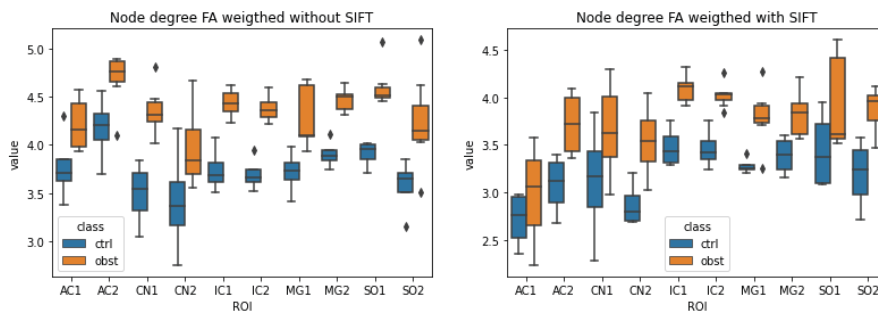 Node degree FA weigthed without SIFT
value
5.0
4.5
4.0
3.5
3.0
class
ctrl
obst
AC1 AC2 CN1 CN2 IC1 IC2 MG1 MG2 SO1 SO2
ROI
Node degree FA weigthed with SIFT
value
4.5
4.0
3.5
3.0
2.5
class
ctrl
obst
AC1 AC2 CN1 CN2 IC1 IC2 MG1 MG2 SO1 SO2
ROI